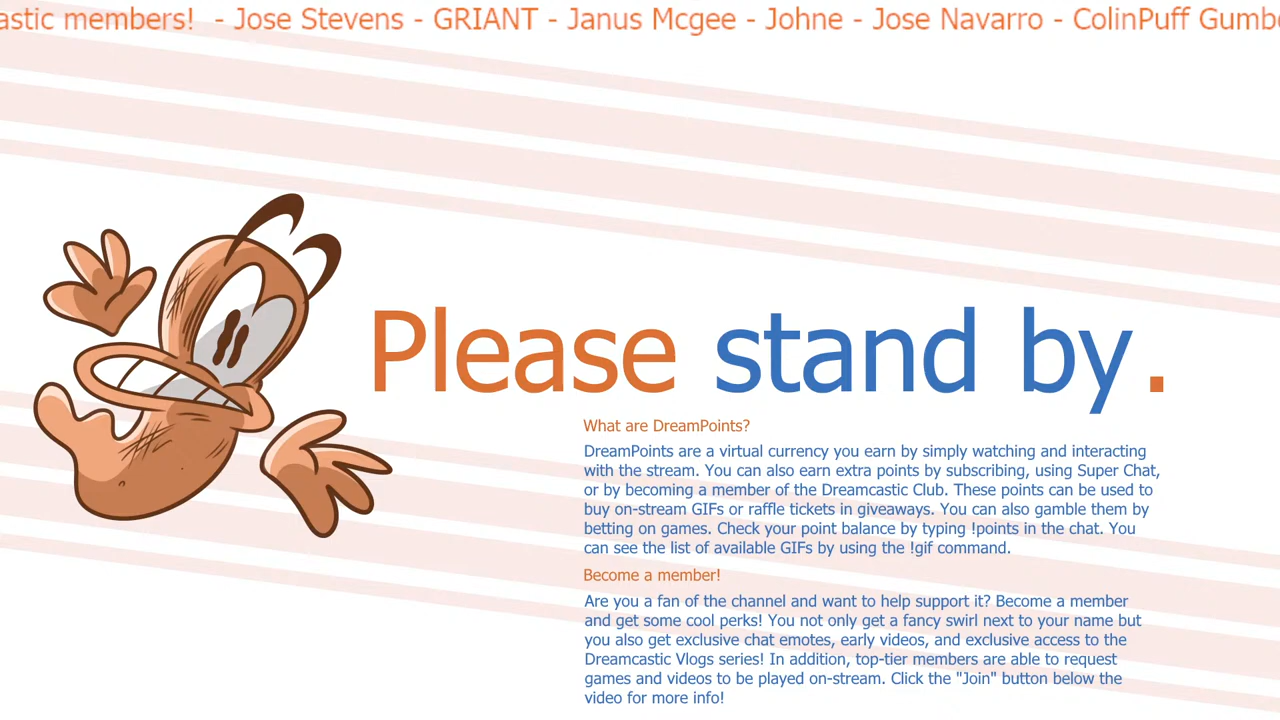 astic members!  - Jose Stevens - GRIANT - Janus Mcgee - Johne - Jose Navarro - ColinPuff Gumb
Please stand by.
What are DreamPoints?
DreamPoints are a virtual currency you earn by simply watching and interacting
with the stream. You can also earn extra points by subscribing, using Super Chat,
or by becoming a member of the Dreamcastic Club. These points can be used to
buy on-stream GIFs or raffle tickets in giveaways. You can also gamble them by
betting on games. Check your point balance by typing !points in the chat. You
can see the list of available GIFs by using the !gif command.
Become a member!
Are you a fan of the channel and want to help support it? Become a member
and get some cool perks! You not only get a fancy swirl next to your name but
you also get exclusive chat emotes, early videos, and exclusive access to the
Dreamcastic Vlogs series! In addition, top-tier members are able to request
games and videos to be played on-stream. Click the "Join" button below the
video for more info!